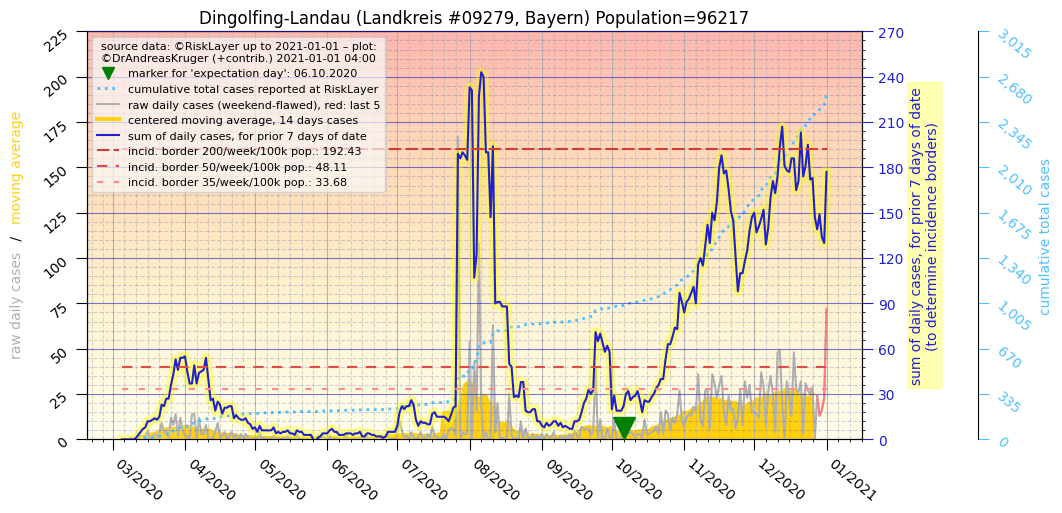 Dingolfing-Landau (Landkreis #09279, Bayern) Population=96217
source data: ©RiskLayer up to 2021-01-01 – plot:
©DrAndreasKruger (+contrib.) 2021-01-01 04:00
marker for 'expectation day': 06.10.2020
cumulative total cases reported at RiskLayer
raw daily cases (weekend-flawed), red: last 5
centered moving average, 14 days cases
sum of daily cases, for prior 7 days of date
incid. border 200/week/100k pop.: 192.43
incid. border 50/week/100k pop.: 48.11
incid. border 35/week/100k pop.: 33.68
raw daily cases / moving average
225
200
175
150
125
100
75
50
25
0
03/2020
04/2020
05/2020
06/2020
07/2020
08/2020
09/2020
10/2020
11/2020
12/2020
01/2021
270
240
210
180
150
120
90
60
30
0
sum of daily cases, for prior 7 days of date
(to determine incidence borders)
3,015
2,680
2,345
2,010
1,675
1,340
1,005
670
335
0
cumulative total cases